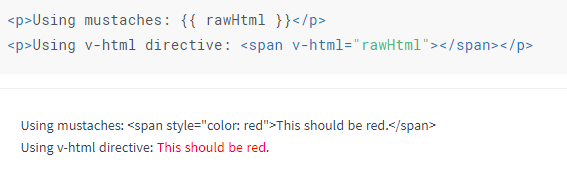 <p>Using mustaches: {{ rawHtml }}</p>
<p>Using v-html directive: <span v-html="rawHtml"></span></p>
Using mustaches: <span style="color: red">This should be red.</span>
Using v-html directive: This should be red.